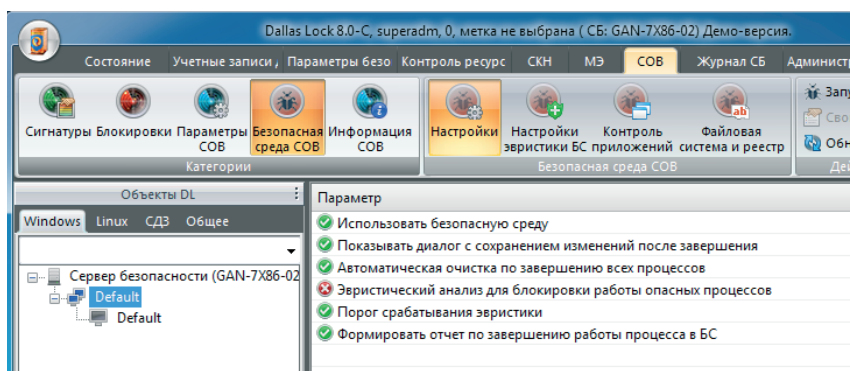 Dallas Lock 8.0-C, superadm, 0, метка не выбрана ( СБ: GAN-7X86-02) Демо-версия.
Состояние Учетные записи Параметры безо Контроль ресурс СКН МЭ СОВ Журнал СБ Администр
Сигнатуры Блокировки Параметры СОВ Безопасная среда СОВ Информация СОВ
Категории
Настройки Настройки эвристики БС Контроль приложений Файловая система и реестр
Безопасная среда СОВ
Запу
Сво
Обн
Дей
Объекты DL
Windows Linux СДЗ Общее
Сервер безопасности (GAN-7X86-02
Default
Default
Параметр
Использовать безопасную среду
Показывать диалог с сохранением изменений после завершения
Автоматическая очистка по завершению всех процессов
Эвристический анализ для блокировки работы опасных процессов
Порог срабатывания эвристики
Формировать отчет по завершению работы процесса в БС